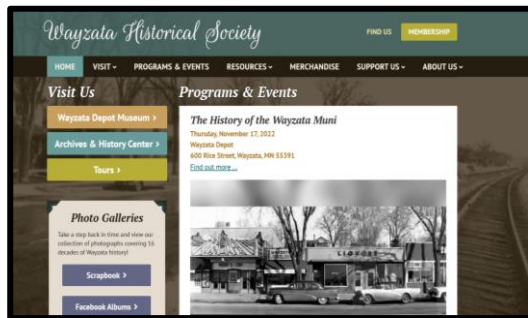 Wayzata Historical Society
FIND US
MEMBERSHIP
HOME
VISIT
PROGRAMS & EVENTS
RESOURCES
MERCHANDISE
SUPPORT US
ABOUT US
Visit Us
Wayzata Depot Museum >
Archives & History Center >
Tours >
Photo Galleries
Take a step back in time and view our
collection of photographs covering 16
decades of Wayzata history!
Scrapbook >
Facebook Albums >
Programs & Events
The History of the Wayzata Muni
Thursday, November 17, 2022
Wayzata Depot
600 Rice Street, Wayzata, MN 55391
Find out more ...
LIQUORS